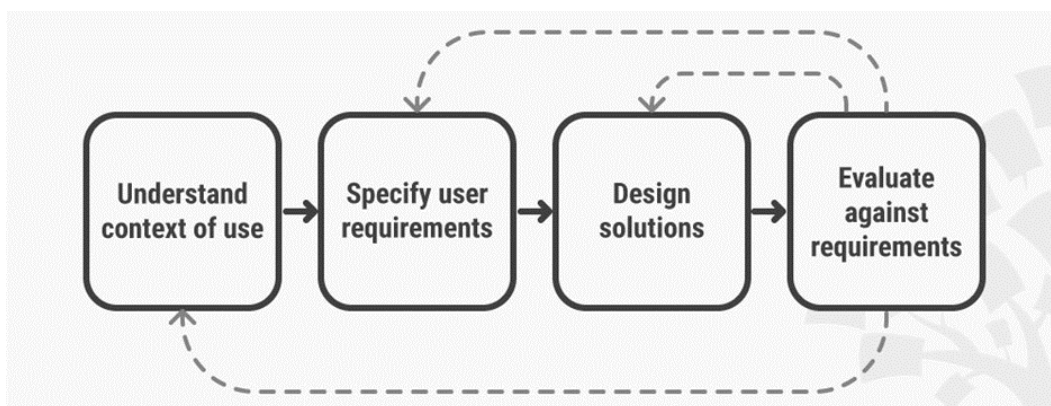 Understand
context of use
Specify user
requirements
Design
solutions
Evaluate
against
requirements